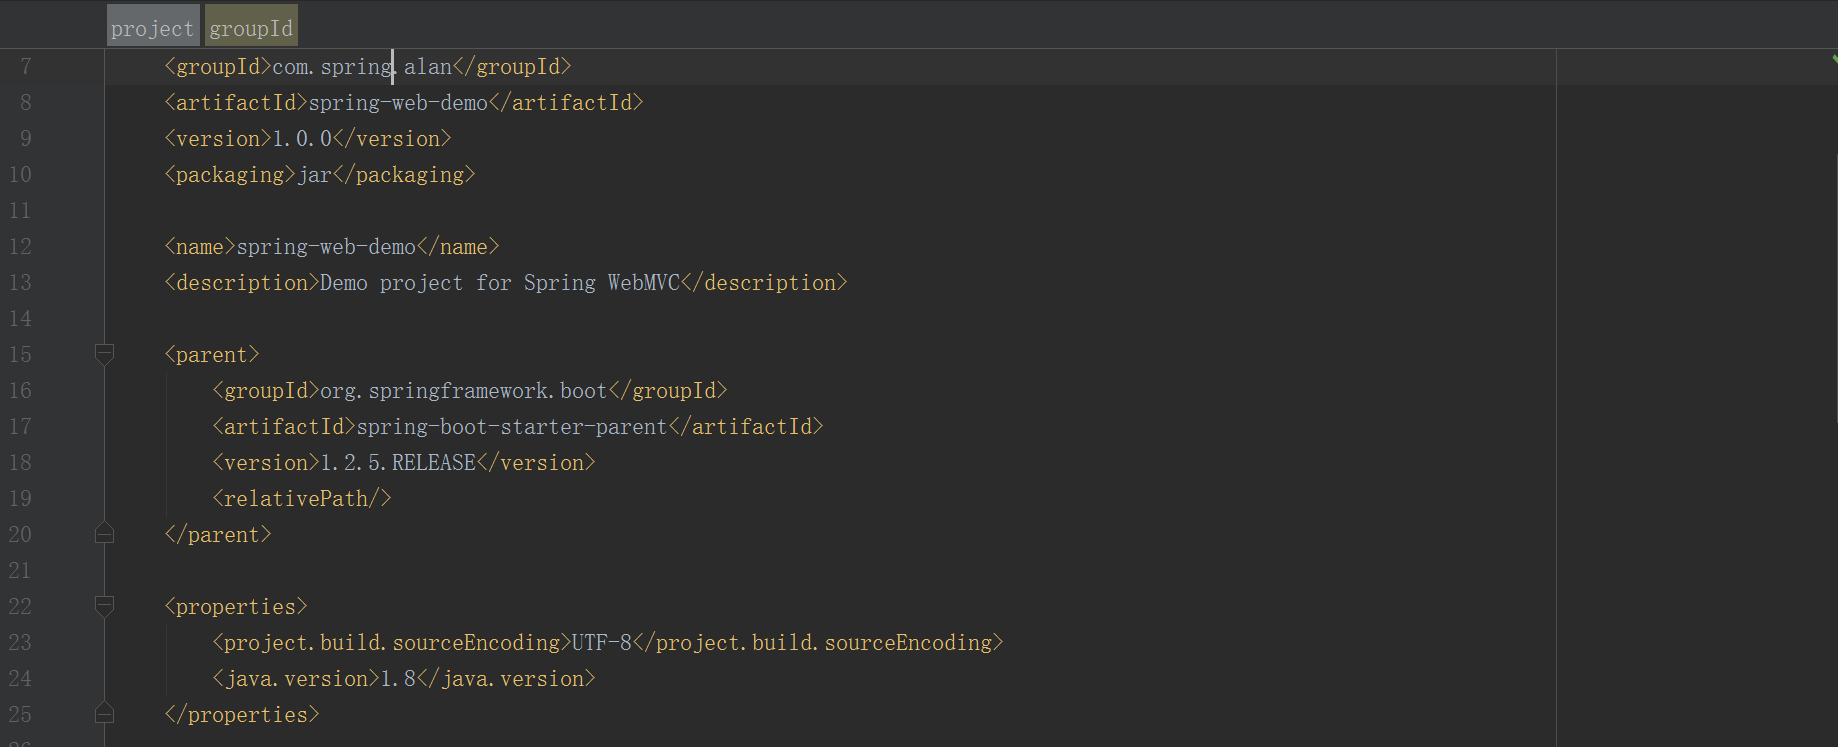 project groupId
7 <groupId>com.spring.alan</groupId>
8 <artifactId>spring-web-demo</artifactId>
9 <version>1.0.0</version>
10 <packaging>jar</packaging>
11
12 <name>spring-web-demo</name>
13 <description>Demo project for Spring WebMVC</description>
14
15 <parent>
16 <groupId>org.springframework.boot</groupId>
17 <artifactId>spring-boot-starter-parent</artifactId>
18 <version>1.2.5.RELEASE</version>
19 <relativePath/>
20 </parent>
21
22 <properties>
23 <project.build.sourceEncoding>UTF-8</project.build.sourceEncoding>
24 <java.version>1.8</java.version>
25 </properties>
26